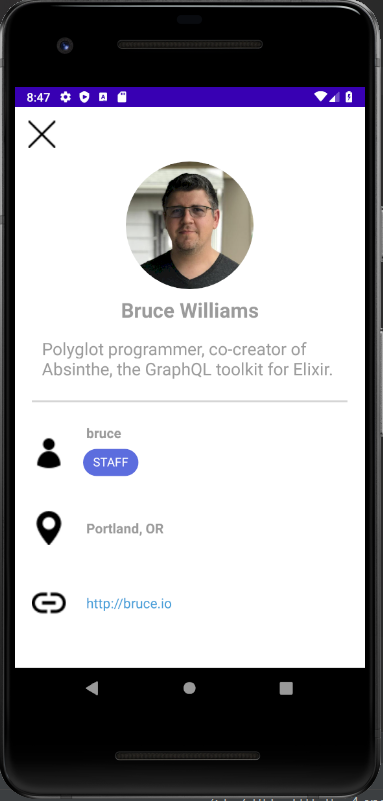 8:47
Bruce Williams
Polyglot programmer, co-creator of
Absinthe, the GraphQL toolkit for Elixir.
bruce
STAFF
Portland, OR
http://bruce.io